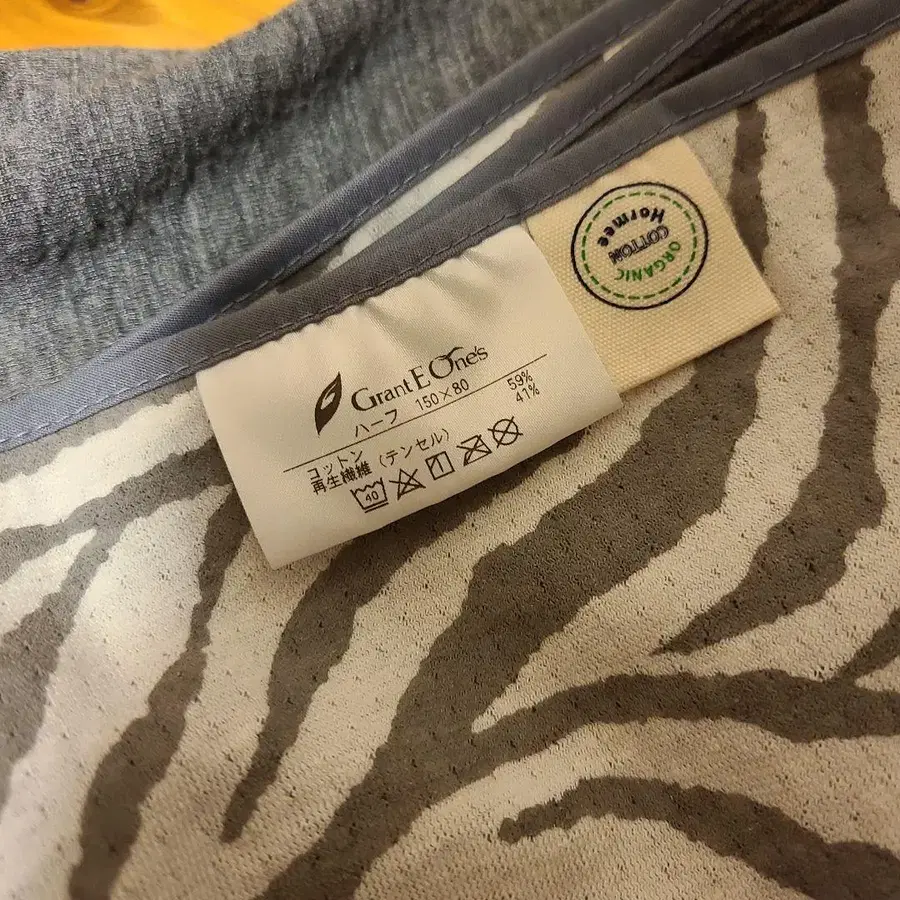 Grant E One's
ハーフ 150×80
コットン 59%
再生繊維（テンセル） 41%
40
Hormee
COTTON
ORGANIC